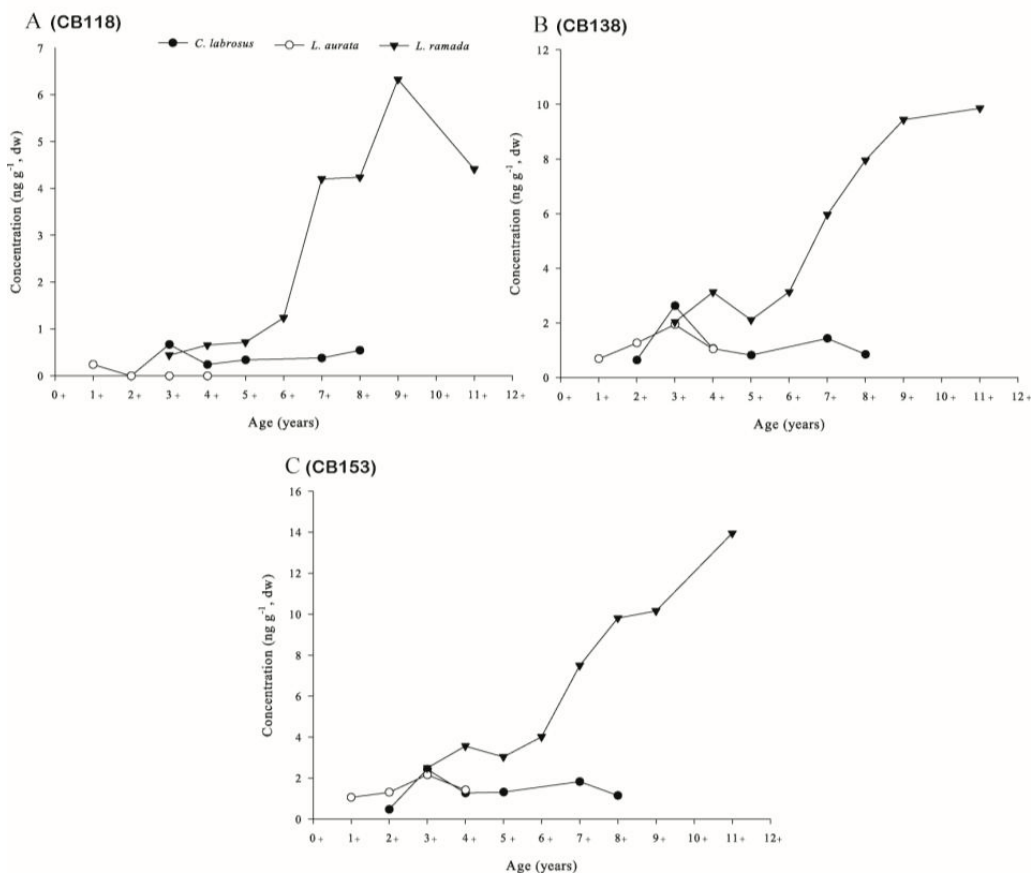 A (CB118)
C. labrosus L. aurata L. ramada
7
6
5
4
3
2
1
0
Concentration (ng g⁻¹, dw)
0+ 1+ 2+ 3+ 4+ 5+ 6+ 7+ 8+ 9+ 10+ 11+ 12+
Age (years)
B (CB138)
12
10
8
6
4
2
0
Concentration (ng g⁻¹, dw)
0+ 1+ 2+ 3+ 4+ 5+ 6+ 7+ 8+ 9+ 10+ 11+ 12+
Age (years)
C (CB153)
16
14
12
10
8
6
4
2
0
Concentration (ng g⁻¹, dw)
0+ 1+ 2+ 3+ 4+ 5+ 6+ 7+ 8+ 9+ 10+ 11+ 12+
Age (years)